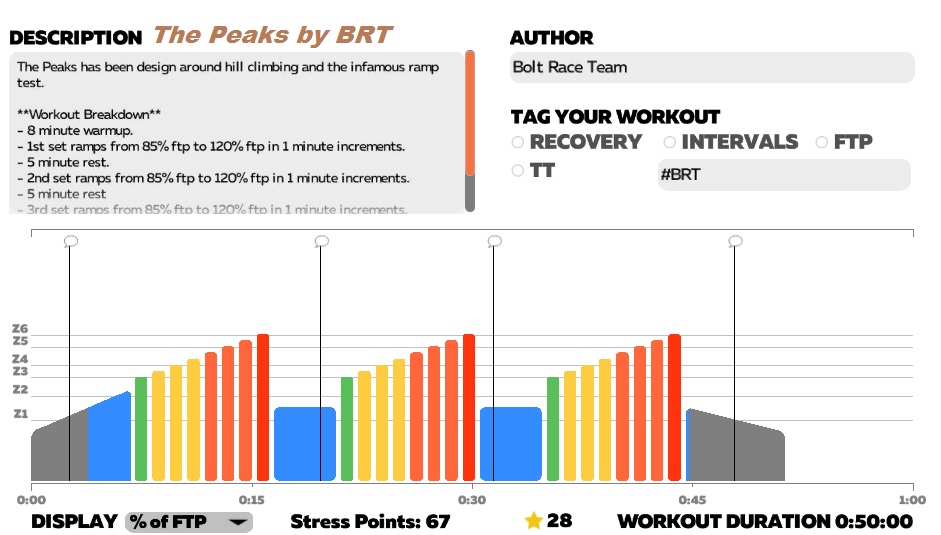 DESCRIPTION The Peaks by BRT
The Peaks has been design around hill climbing and the infamous ramp
test.
**Workout Breakdown**
- 8 minute warmup.
- 1st set ramps from 85% ftp to 120% ftp in 1 minute increments.
- 5 minute rest.
- 2nd set ramps from 85% ftp to 120% ftp in 1 minute increments.
- 5 minute rest
- 3rd set ramps from 85% ftp to 120% ftp in 1 minute increments.
AUTHOR
Bolt Race Team
TAG YOUR WORKOUT
RECOVERY INTERVALS FTP
TT #BRT
Z6
Z5
Z4
Z3
Z2
Z1
0:00 0:15 0:30 0:45 1:00
DISPLAY % of FTP Stress Points: 67 28 WORKOUT DURATION 0:50:00